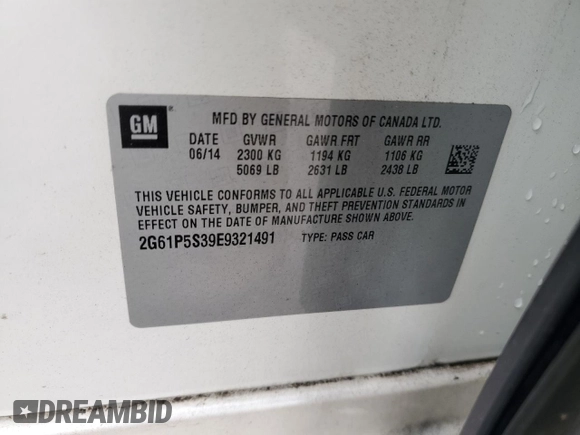 GM
MFD BY GENERAL MOTORS OF CANADA LTD.
DATE GVWR GAWR FRT GAWR RR
06/14 2300 KG 1194 KG 1106 KG
5069 LB 2631 LB 2438 LB
THIS VEHICLE CONFORMS TO ALL APPLICABLE U.S. FEDERAL MOTOR
VEHICLE SAFETY, BUMPER, AND THEFT PREVENTION STANDARDS IN
EFFECT ON THE DATE OF MANUFACTURE SHOWN ABOVE.
2G61P5S39E9321491 TYPE: PASS CAR
DREAMBID